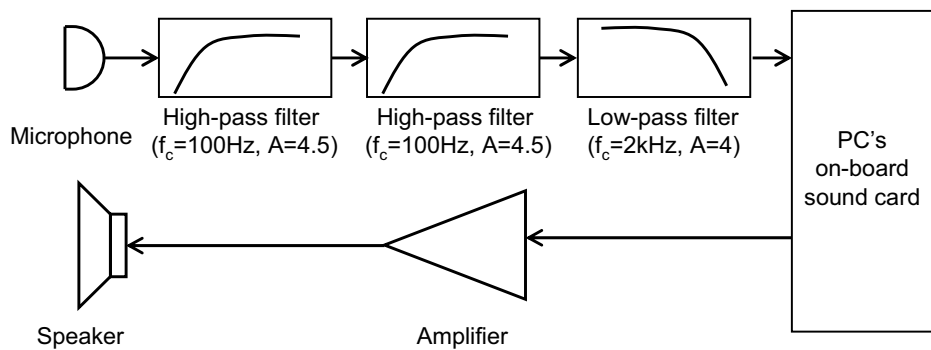 Microphone
High-pass filter
(f_c=100Hz, A=4.5)
High-pass filter
(f_c=100Hz, A=4.5)
Low-pass filter
(f_c=2kHz, A=4)
PC's
on-board
sound card
Speaker
Amplifier